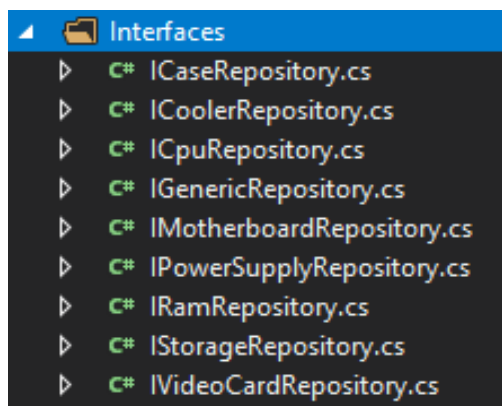 Interfaces
C# ICaseRepository.cs
C# ICoolerRepository.cs
C# ICpuRepository.cs
C# IGenericRepository.cs
C# IMotherboardRepository.cs
C# IPowerSupplyRepository.cs
C# IRamRepository.cs
C# IStorageRepository.cs
C# IVideoCardRepository.cs